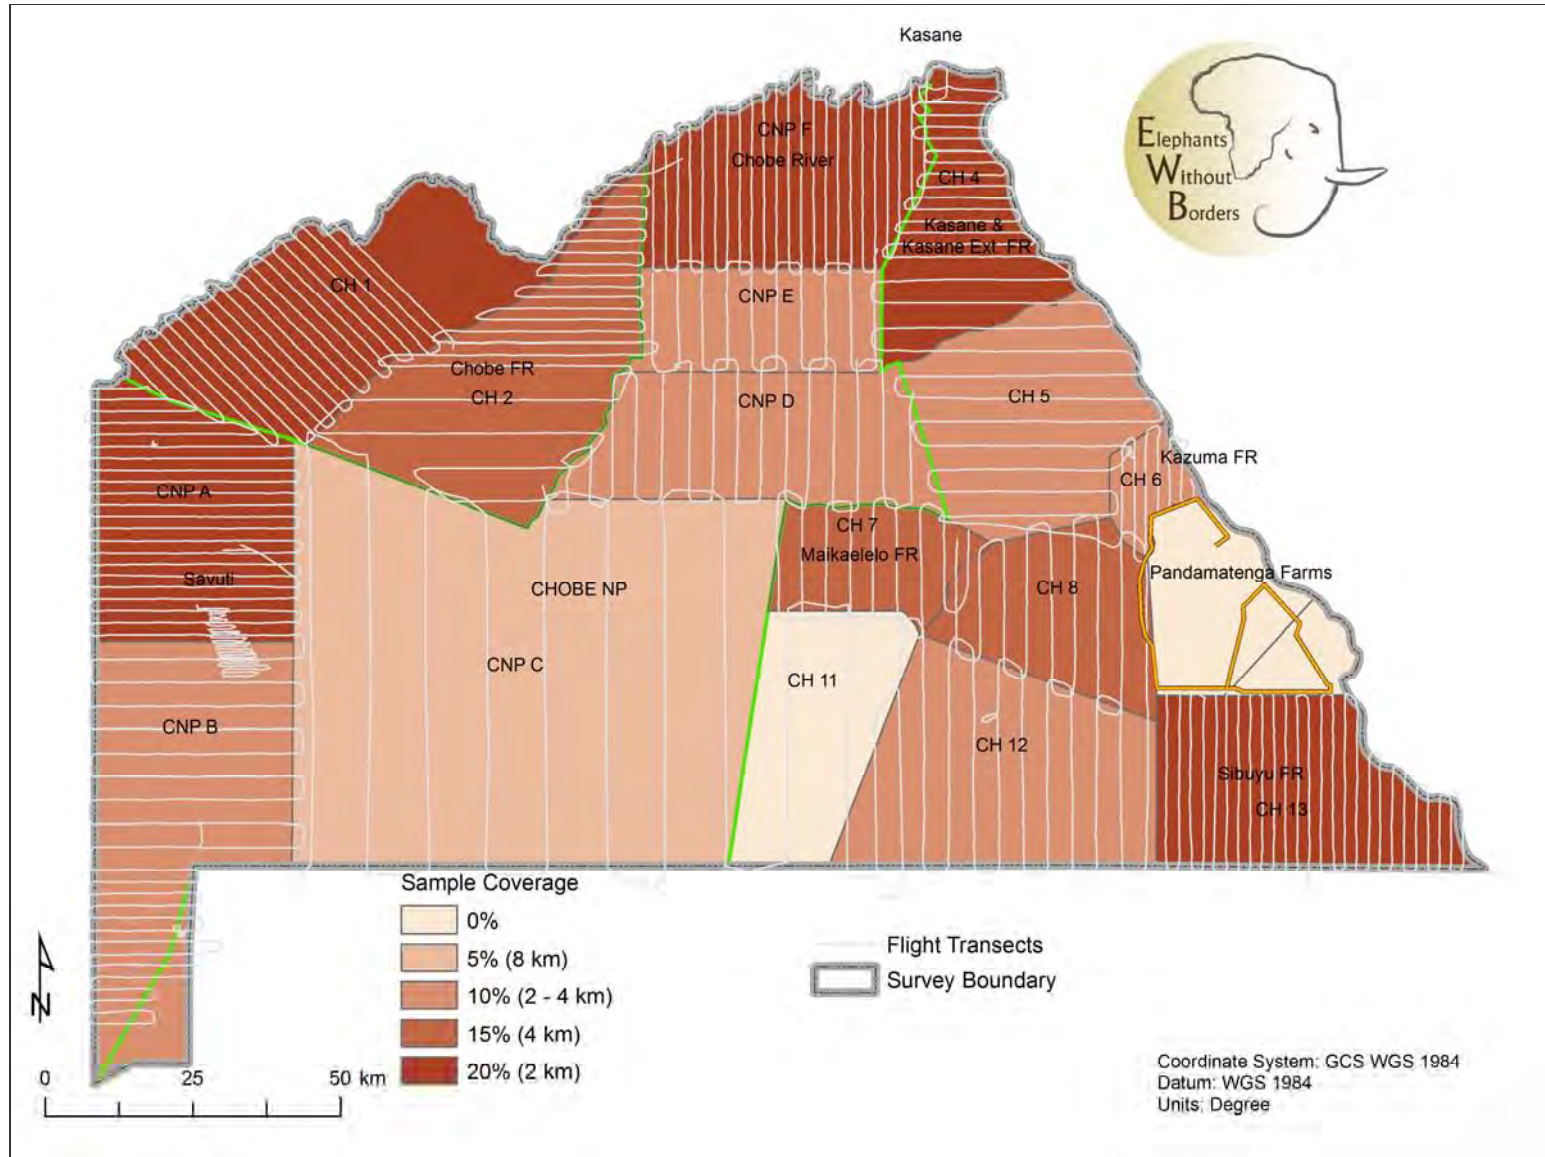 Kasane
Elephants
Without
Borders
CNP F
Chobe River
CH 4
Kasane &
Kasane Ext FR
CH 1
CNP E
Chobe FR
CH 2
CNP D
CH 5
Kazuma FR
CH 6
CNP A
CH 7
Maikaelelo FR
Savuti
CHOBE NP
CH 8
Pandamatenga Farms
CNP C
CH 11
CNP B
CH 12
Sibuyu FR
CH 13
Sample Coverage
0%
5% (8 km)
10% (2 - 4 km)
15% (4 km)
20% (2 km)
Flight Transects
Survey Boundary
N
0 25 50 km
Coordinate System: GCS WGS 1984
Datum: WGS 1984
Units: Degree